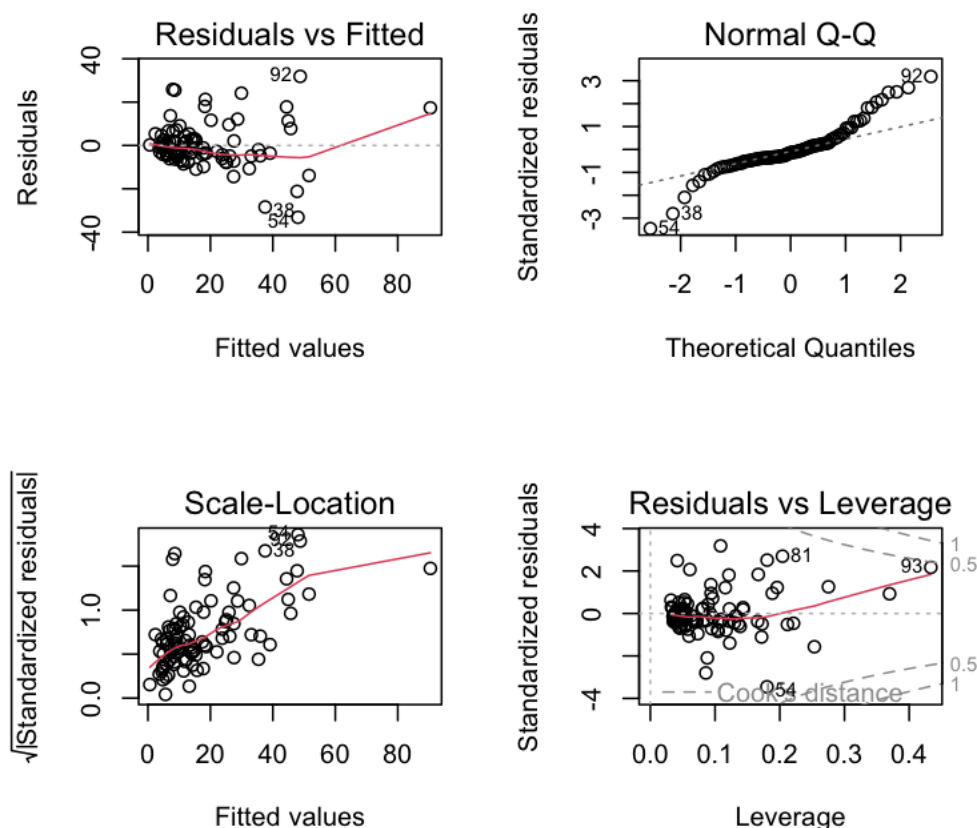 Residuals vs Fitted
Residuals
40
0
-40
92
38
54
0 20 40 60 80
Fitted values
Normal Q-Q
Standardized residuals
3
1
-1
-3
92
38
54
-2 -1 0 1 2
Theoretical Quantiles
Scale-Location
√|Standardized residuals|
1.0
0.0
54
92
38
0 20 40 60 80
Fitted values
Residuals vs Leverage
Standardized residuals
4
2
0
-4
81
93
54
1
0.5
0.5
1
Cook's distance
0.0 0.1 0.2 0.3 0.4
Leverage